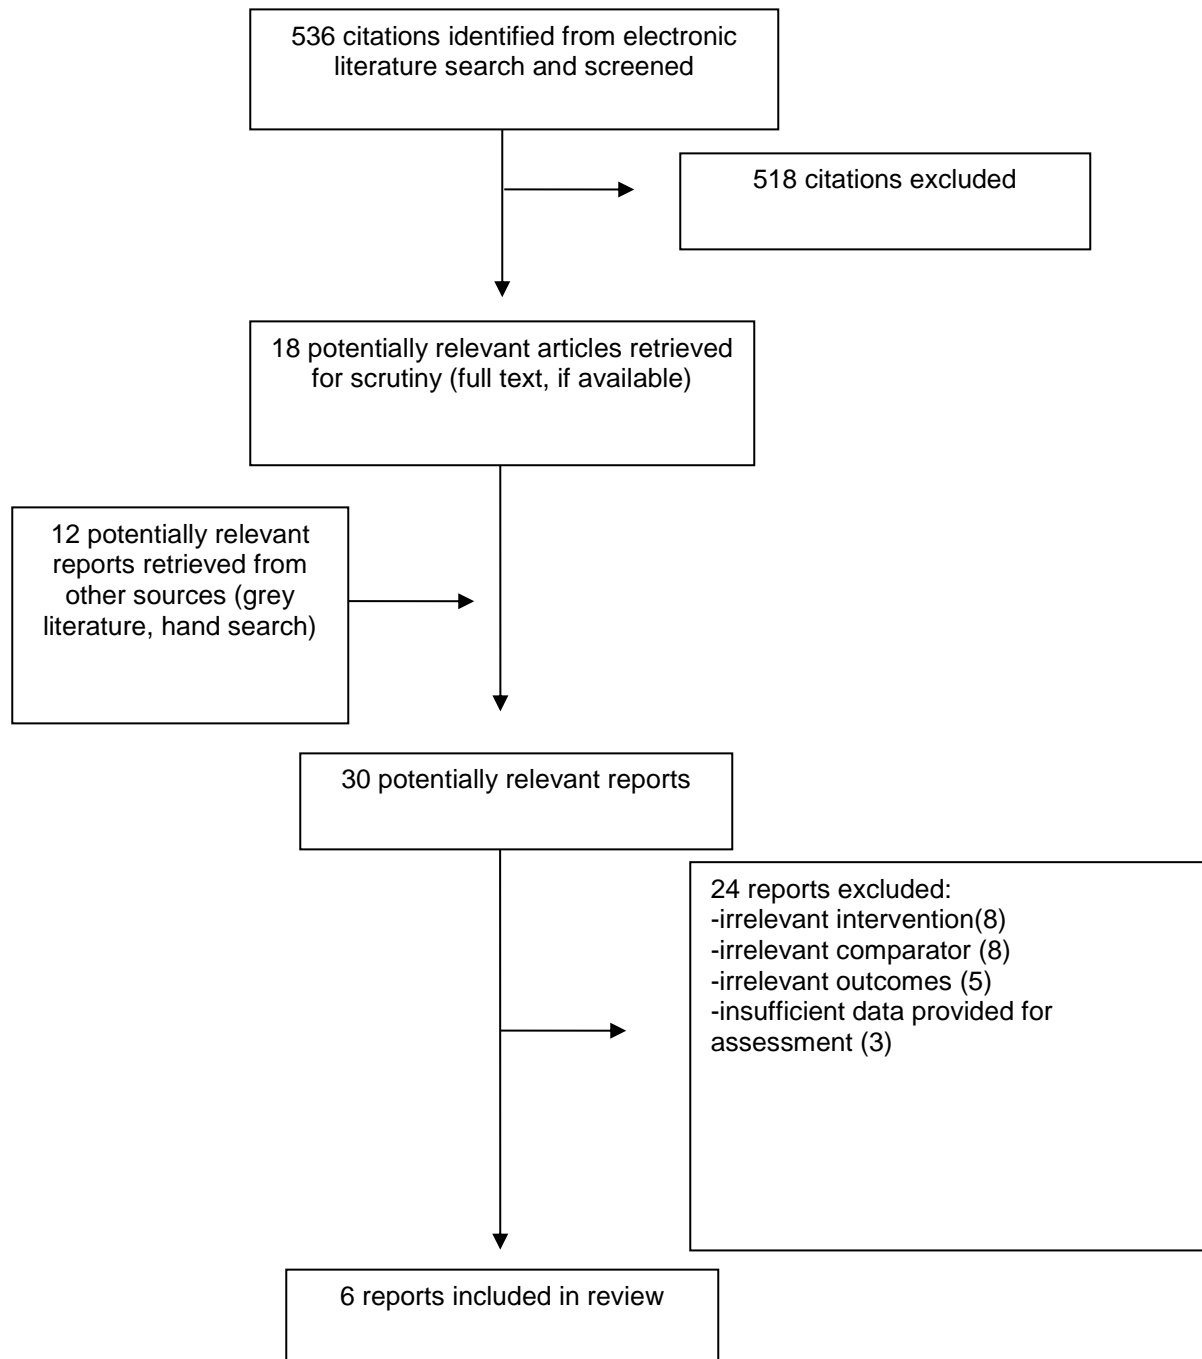 536 citations identified from electronic
literature search and screened
518 citations excluded
18 potentially relevant articles retrieved
for scrutiny (full text, if available)
12 potentially relevant
reports retrieved from
other sources (grey
literature, hand search)
30 potentially relevant reports
24 reports excluded:
-irrelevant intervention(8)
-irrelevant comparator (8)
-irrelevant outcomes (5)
-insufficient data provided for
assessment (3)
6 reports included in review